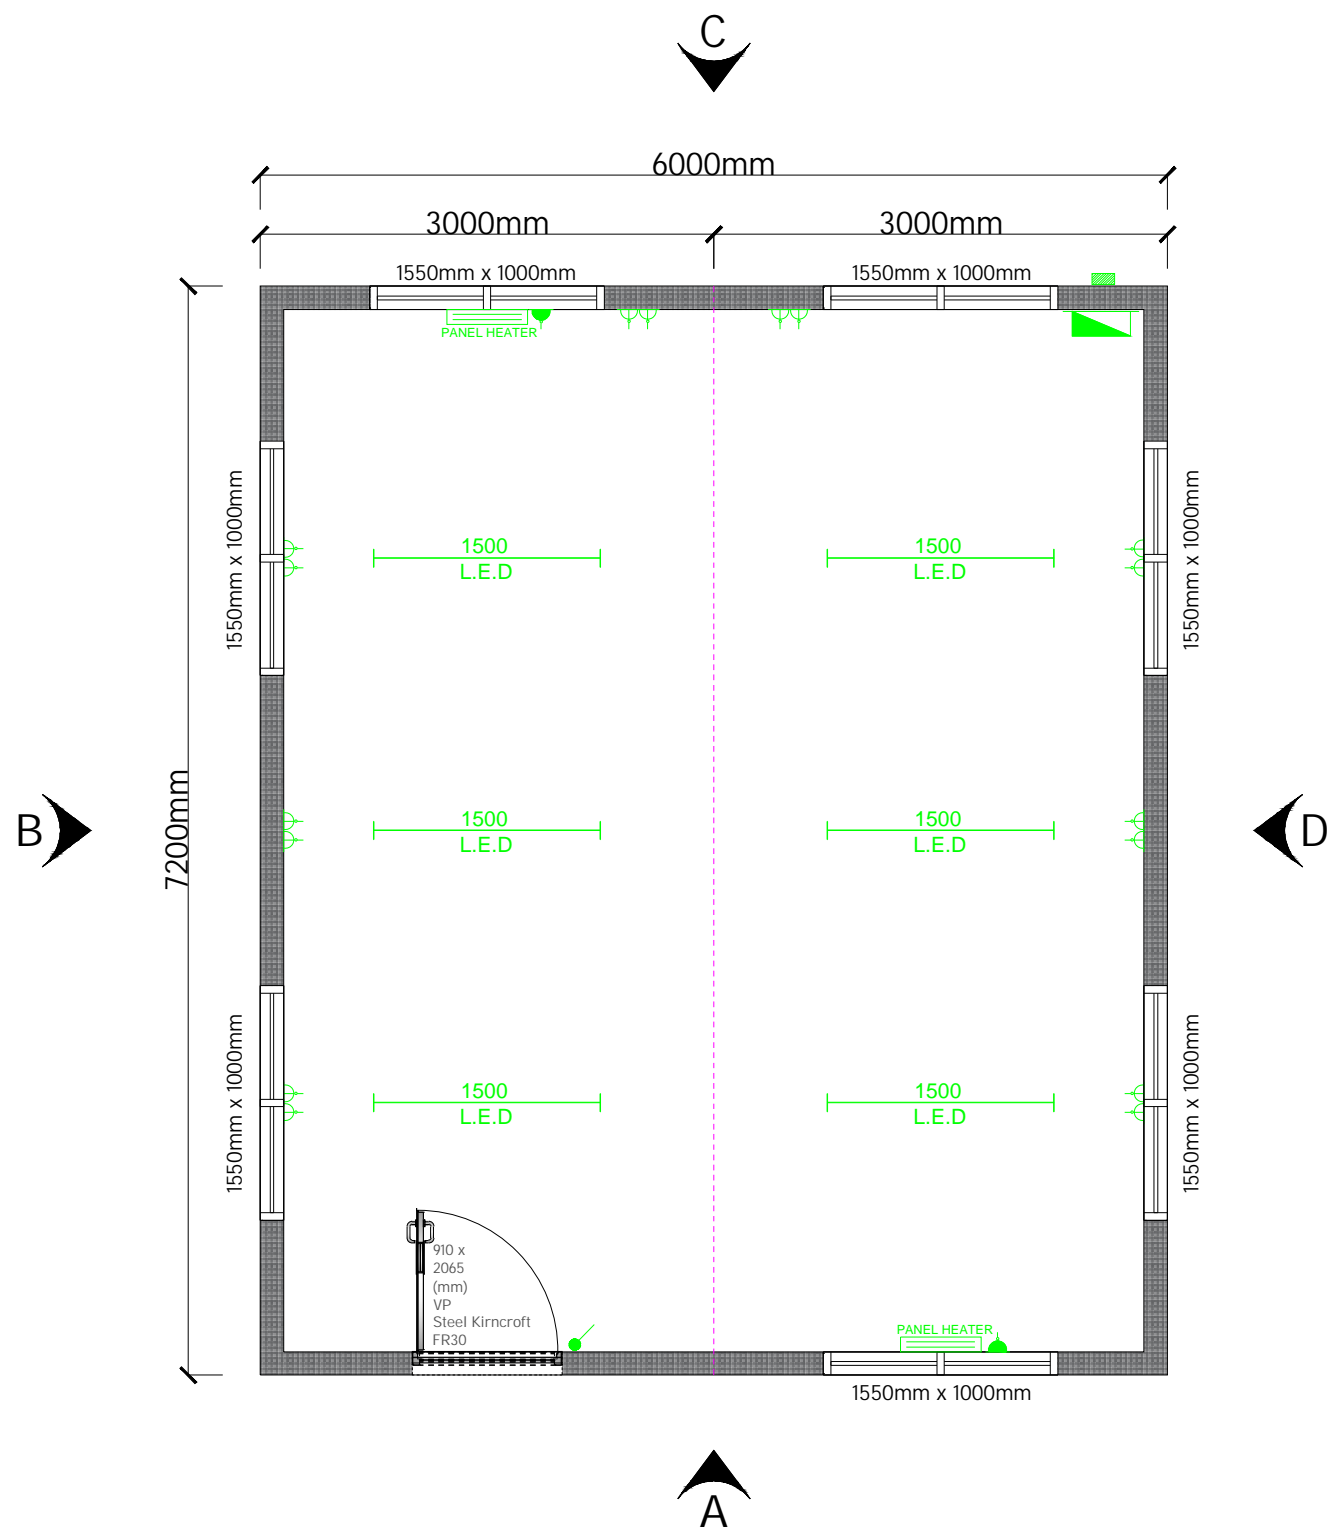 C
6000mm
3000mm
3000mm
1550mm x 1000mm
1550mm x 1000mm
PANEL HEATER
1550mm x 1000mm
1550mm x 1000mm
1500
L.E.D
1500
L.E.D
7200mm
B
D
1500
L.E.D
1500
L.E.D
1550mm x 1000mm
1550mm x 1000mm
1500
L.E.D
1500
L.E.D
910 x
2065
(mm)
VP
Steel Kirncroft
FR30
PANEL HEATER
1550mm x 1000mm
A